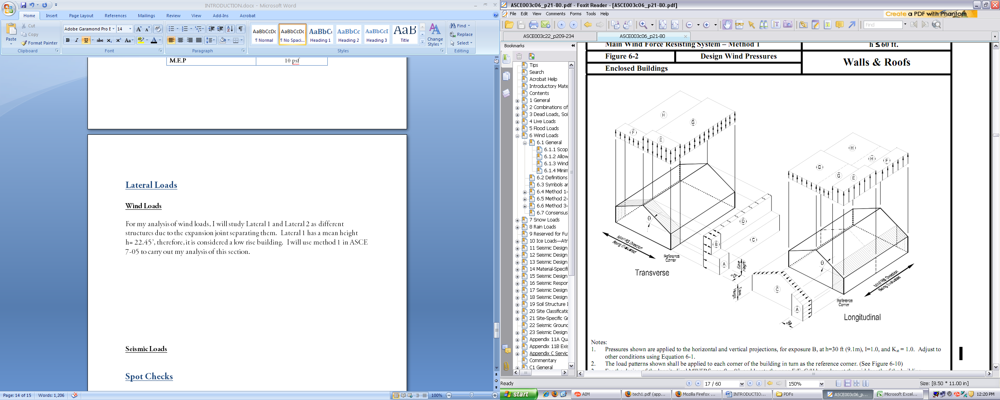 INTRODUCTION.docx - Microsoft Word
Home Insert Page Layout References Mailings Review View Add-Ins Acrobat
Paste
Cut
Copy
Format Painter
Clipboard
Adobe Garamond Pro E 14
Font
Paragraph
AaBbCcDc
¶ Normal
AaBbCcDc
¶ No Spaci...
AaBbC
Heading 1
AaBbCc
Heading 2
AaBbCcI
Heading 3
AaB
Title
Change
Styles
Styles
Find
Replace
Select
Editing
M.E.P 10 psf
Lateral Loads
Wind Loads
For my analysis of wind loads, I will study Lateral 1 and Lateral 2 as different
structures due to the expansion joint separating them. Lateral 1 has a mean height
h= 22.45’, therefore, it is considered a low rise building. I will use method 1 in ASCE
7-05 to carry out my analysis of this section.
Seismic Loads
Spot Checks
Page: 14 of 15 Words: 1,206 100%
ASCE003c06_p21-80.pdf - Foxit Reader - [ASCE003c06_p21-80.pdf]
File Edit View Comments Forms Tools Help
Create a PDF with Phantom
Find
ASCE003c22_p209-234 ASCE003c06_p21-80
Bookmarks
Tips
Search
Acrobat Help
Introductory Mate
Contents
1 General
2 Combinations of
3 Dead Loads, Soi
4 Live Loads
5 Flood Loads
6 Wind Loads
6.1 General
6.1.1 Scop
6.1.2 Allow
6.1.3 Wind
6.1.4 Minim
6.2 Definitions
6.3 Symbols ar
6.4 Method 1-
6.5 Method 2-
6.6 Method 3-
6.7 Consensus
7 Snow Loads
8 Rain Loads
9 Reserved for Fu
10 Ice Loads—Atr
11 Seismic Design
12 Seismic Design
13 Seismic Design
14 Material-Specifi
15 Seismic Design
16 Seismic Respor
17 Seismic Design
18 Seismic Design
19 Soil Structure I
20 Site Classificatic
21 Site-Specific Gr
22 Seismic Ground
23 Seismic Design
Appendix 11A Qu
Appendix 11B Exis
Appendix C Servic
Commentary
C1 General
Main Wind Force Resisting System – Method 1 h ≤ 60 ft.
Figure 6-2 Design Wind Pressures
Walls & Roofs
Enclosed Buildings
H
G
F
E
θ
MWFRS Direction
Being Evaluated
Reference
Corner
Transverse
D
C
B
A
Eave
Height
2a
H
H
F
G
G
E
θ
MWFRS Direction
Being Evaluated
Reference
Corner
Eave
Height
C
A
2a
Longitudinal
Notes:
1. Pressures shown are applied to the horizontal and vertical projections, for exposure B, at h=30 ft (9.1m), I=1.0, and Kzt = 1.0. Adjust to
other conditions using Equation 6-1.
2. The load patterns shown shall be applied to each corner of the building in turn as the reference corner. (See Figure 6-10)
Ready 17 / 60 150% Size: [8.50 * 11.00 in]
start AIM tech1.pdf (app... Mozilla Firefox ... INTRODUCTIO... PDFs ASCE003c06_p... Microsoft Excel... 12:20 PM